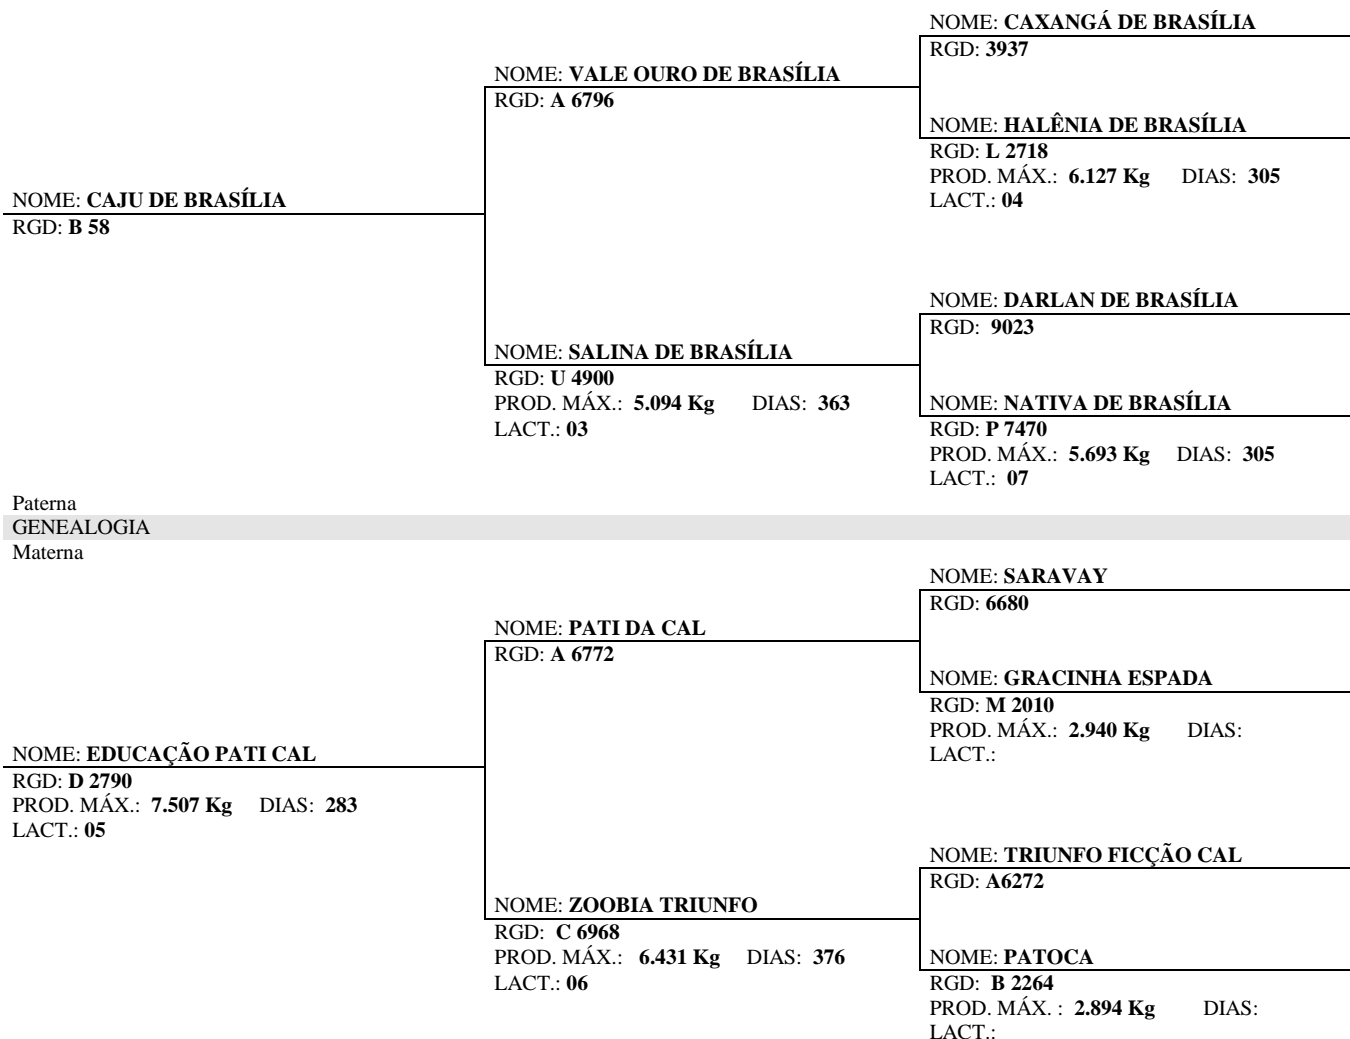 NOME: CAXANGÁ DE BRASÍLIA
RGD: 3937
NOME: VALE OURO DE BRASÍLIA
RGD: A 6796
NOME: HALÊNIA DE BRASÍLIA
RGD: L 2718
PROD. MÁX.: 6.127 Kg DIAS: 305
LACT.: 04
NOME: CAJU DE BRASÍLIA
RGD: B 58
NOME: DARLAN DE BRASÍLIA
RGD: 9023
NOME: SALINA DE BRASÍLIA
RGD: U 4900
PROD. MÁX.: 5.094 Kg DIAS: 363
LACT.: 03
NOME: NATIVA DE BRASÍLIA
RGD: P 7470
PROD. MÁX.: 5.693 Kg DIAS: 305
LACT.: 07
Paterna
GENEALOGIA
Materna
NOME: SARAVAY
RGD: 6680
NOME: PATI DA CAL
RGD: A 6772
NOME: GRACINHA ESPADA
RGD: M 2010
PROD. MÁX.: 2.940 Kg DIAS:
LACT.:
NOME: EDUCAÇÃO PATI CAL
RGD: D 2790
PROD. MÁX.: 7.507 Kg DIAS: 283
LACT.: 05
NOME: TRIUNFO FICÇÃO CAL
RGD: A6272
NOME: ZOOBIA TRIUNFO
RGD: C 6968
PROD. MÁX.: 6.431 Kg DIAS: 376
LACT.: 06
NOME: PATOCA
RGD: B 2264
PROD. MÁX. : 2.894 Kg DIAS:
LACT.: